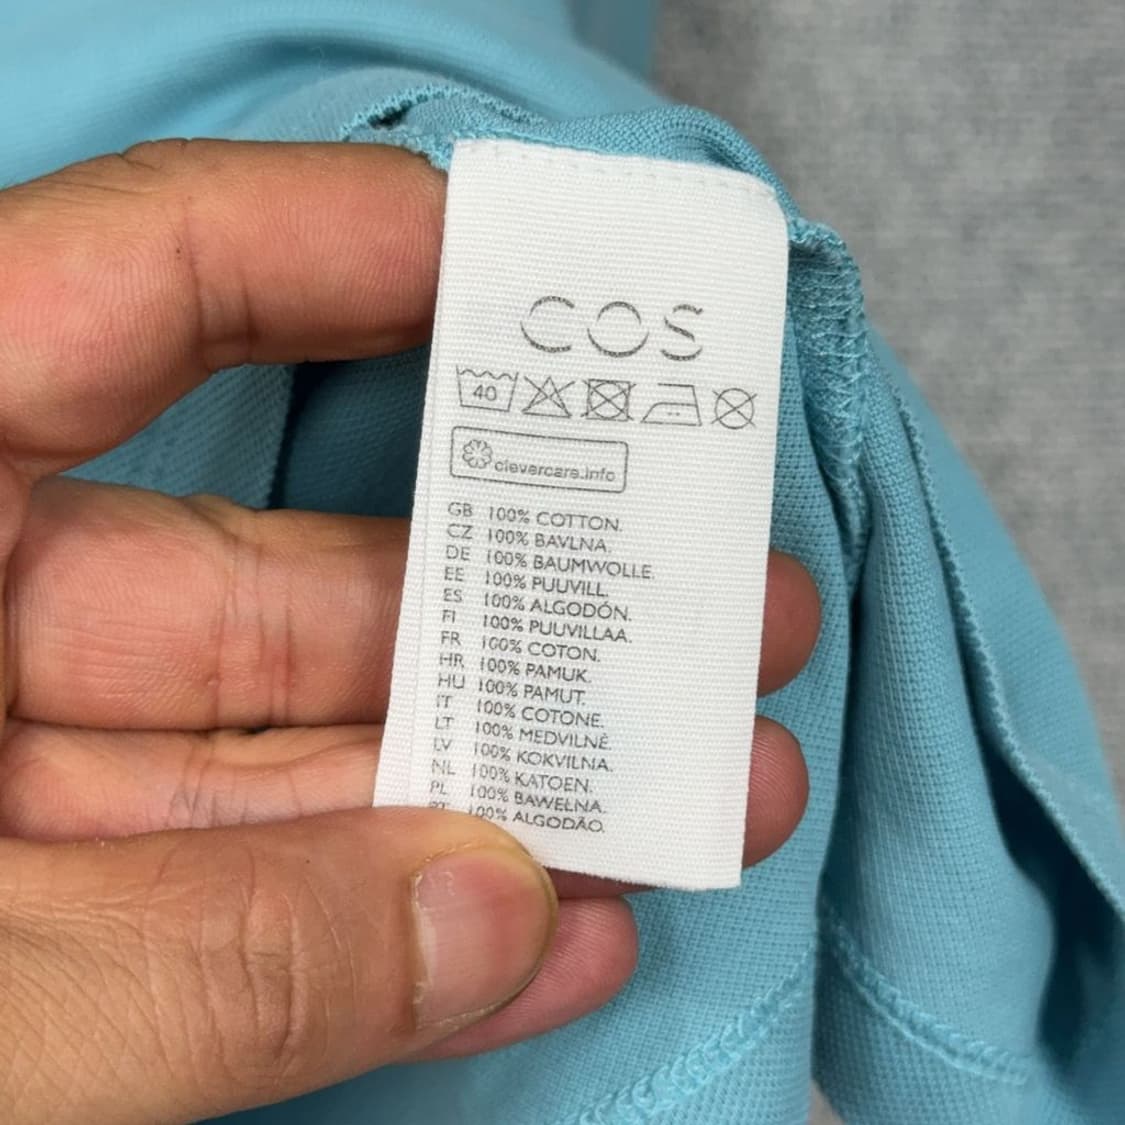 COS
40
clevercare.info
GB 100% COTTON.
CZ 100% BAVLNA.
DE 100% BAUMWOLLE.
EE 100% PUUVILL.
ES 100% ALGODÓN.
FI 100% PUUVILLAA.
FR 100% COTON.
HR 100% PAMUK.
HU 100% PAMUT.
IT 100% COTONE.
LT 100% MEDVILNĖ.
LV 100% KOKVILNA.
NL 100% KATOEN.
PL 100% BAWEŁNA.
PT 100% ALGODÃO.